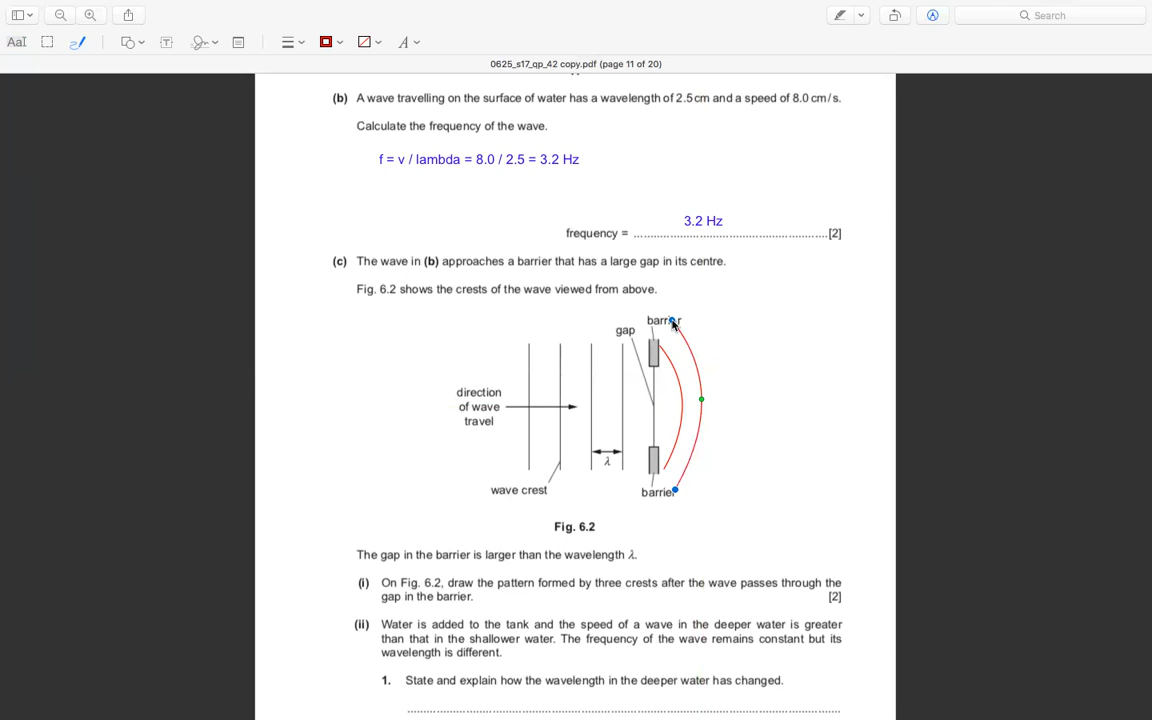 Search
AaI
T
A
0625_s17_qp_42 copy.pdf (page 11 of 20)
(b) A wave travelling on the surface of water has a wavelength of 2.5 cm and a speed of 8.0 cm/s.
Calculate the frequency of the wave.
f = v / lambda = 8.0 / 2.5 = 3.2 Hz
3.2 Hz
frequency = ..........................................................[2]
(c) The wave in (b) approaches a barrier that has a large gap in its centre.
Fig. 6.2 shows the crests of the wave viewed from above.
barrier
gap
direction
of wave
travel
λ
wave crest
barrier
Fig. 6.2
The gap in the barrier is larger than the wavelength λ.
(i) On Fig. 6.2, draw the pattern formed by three crests after the wave passes through the
gap in the barrier. [2]
(ii) Water is added to the tank and the speed of a wave in the deeper water is greater
than that in the shallower water. The frequency of the wave remains constant but its
wavelength is different.
1. State and explain how the wavelength in the deeper water has changed.